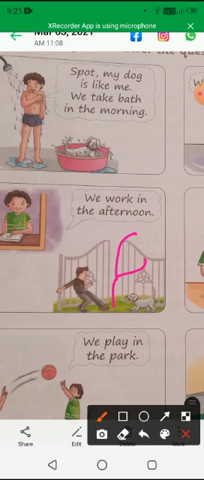 9:21
XRecorder App is using microphone
Mar 03, 2021
AM 11:08
Spot, my dog
is like me.
We take bath
in the morning.
We work in
the afternoon.
We play in
the park.
Share
Edit
More